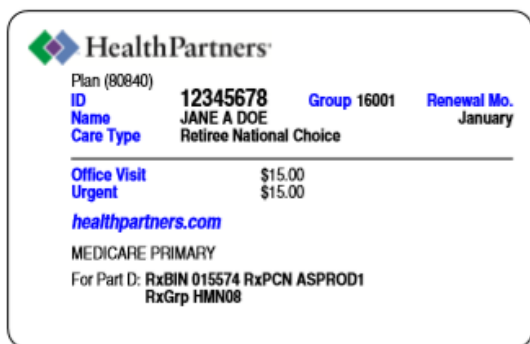 HealthPartners®
Plan (80840)
ID 12345678 Group 16001 Renewal Mo.
Name JANE A DOE January
Care Type Retiree National Choice
Office Visit $15.00
Urgent $15.00
healthpartners.com
MEDICARE PRIMARY
For Part D: RxBIN 015574 RxPCN ASPROD1
RxGrp HMN08